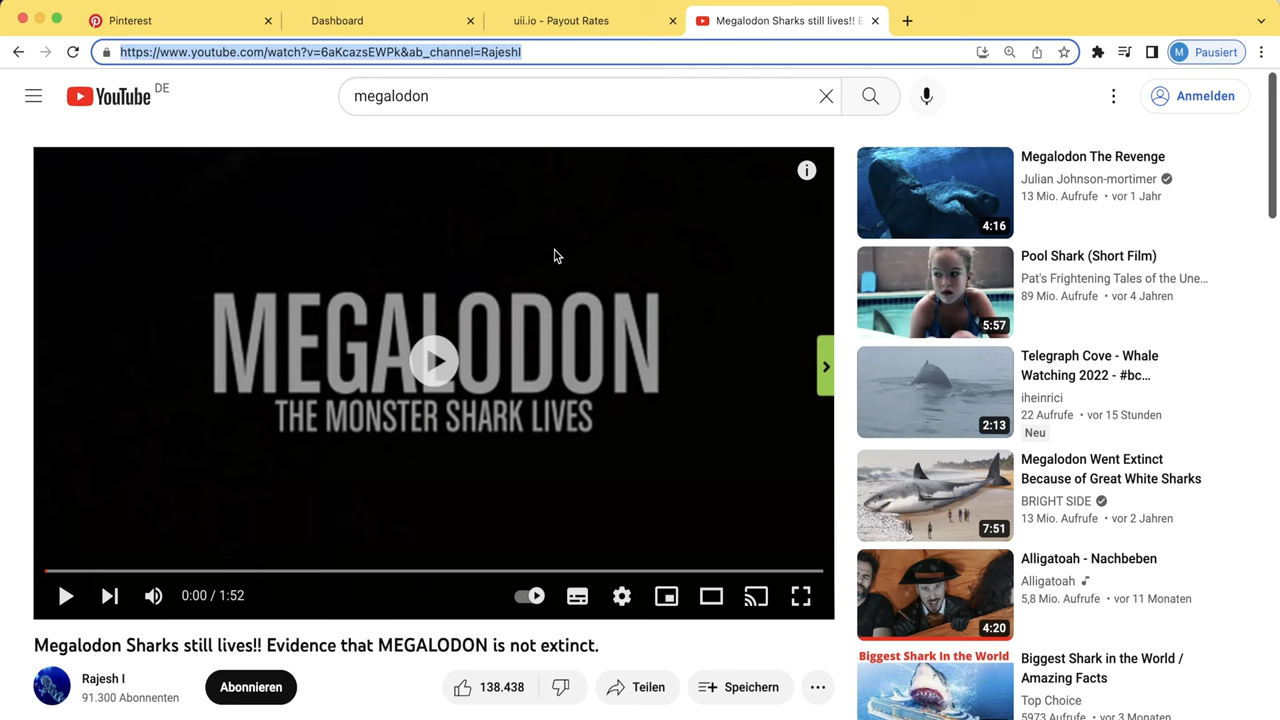 Pinterest
Dashboard
uii.io - Payout Rates
Megalodon Sharks still lives!! E
https://www.youtube.com/watch?v=6aKcazsEWPk&ab_channel=RajeshI
M Pausiert
YouTube DE
megalodon
Anmelden
MEGALODON
THE MONSTER SHARK LIVES
0:00 / 1:52
Megalodon Sharks still lives!! Evidence that MEGALODON is not extinct.
Rajesh I
91.300 Abonnenten
Abonnieren
138.438
Teilen
Speichern
4:16
Megalodon The Revenge
Julian Johnson-mortimer
13 Mio. Aufrufe • vor 1 Jahr
5:57
Pool Shark (Short Film)
Pat's Frightening Tales of the Une...
89 Mio. Aufrufe • vor 4 Jahren
2:13
Telegraph Cove - Whale
Watching 2022 - #bc...
iheinrici
22 Aufrufe • vor 15 Stunden
Neu
7:51
Megalodon Went Extinct
Because of Great White Sharks
BRIGHT SIDE
13 Mio. Aufrufe • vor 2 Jahren
4:20
Alligatoah - Nachbeben
Alligatoah
5,8 Mio. Aufrufe • vor 11 Monaten
Biggest Shark In the World
Biggest Shark in the World /
Amazing Facts
Top Choice
5973 Aufrufe • vor 3 Monaten